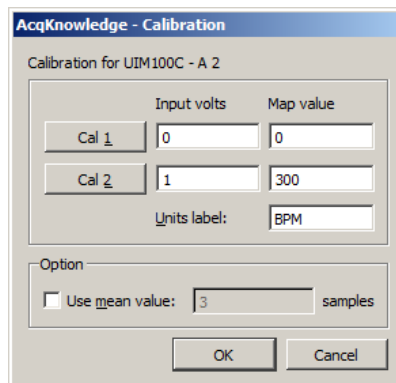 AcqKnowledge - Calibration
Calibration for UIM100C - A 2
Input volts Map value
Cal 1 0 0
Cal 2 1 300
Units label: BPM
Option
Use mean value: 3 samples
OK Cancel